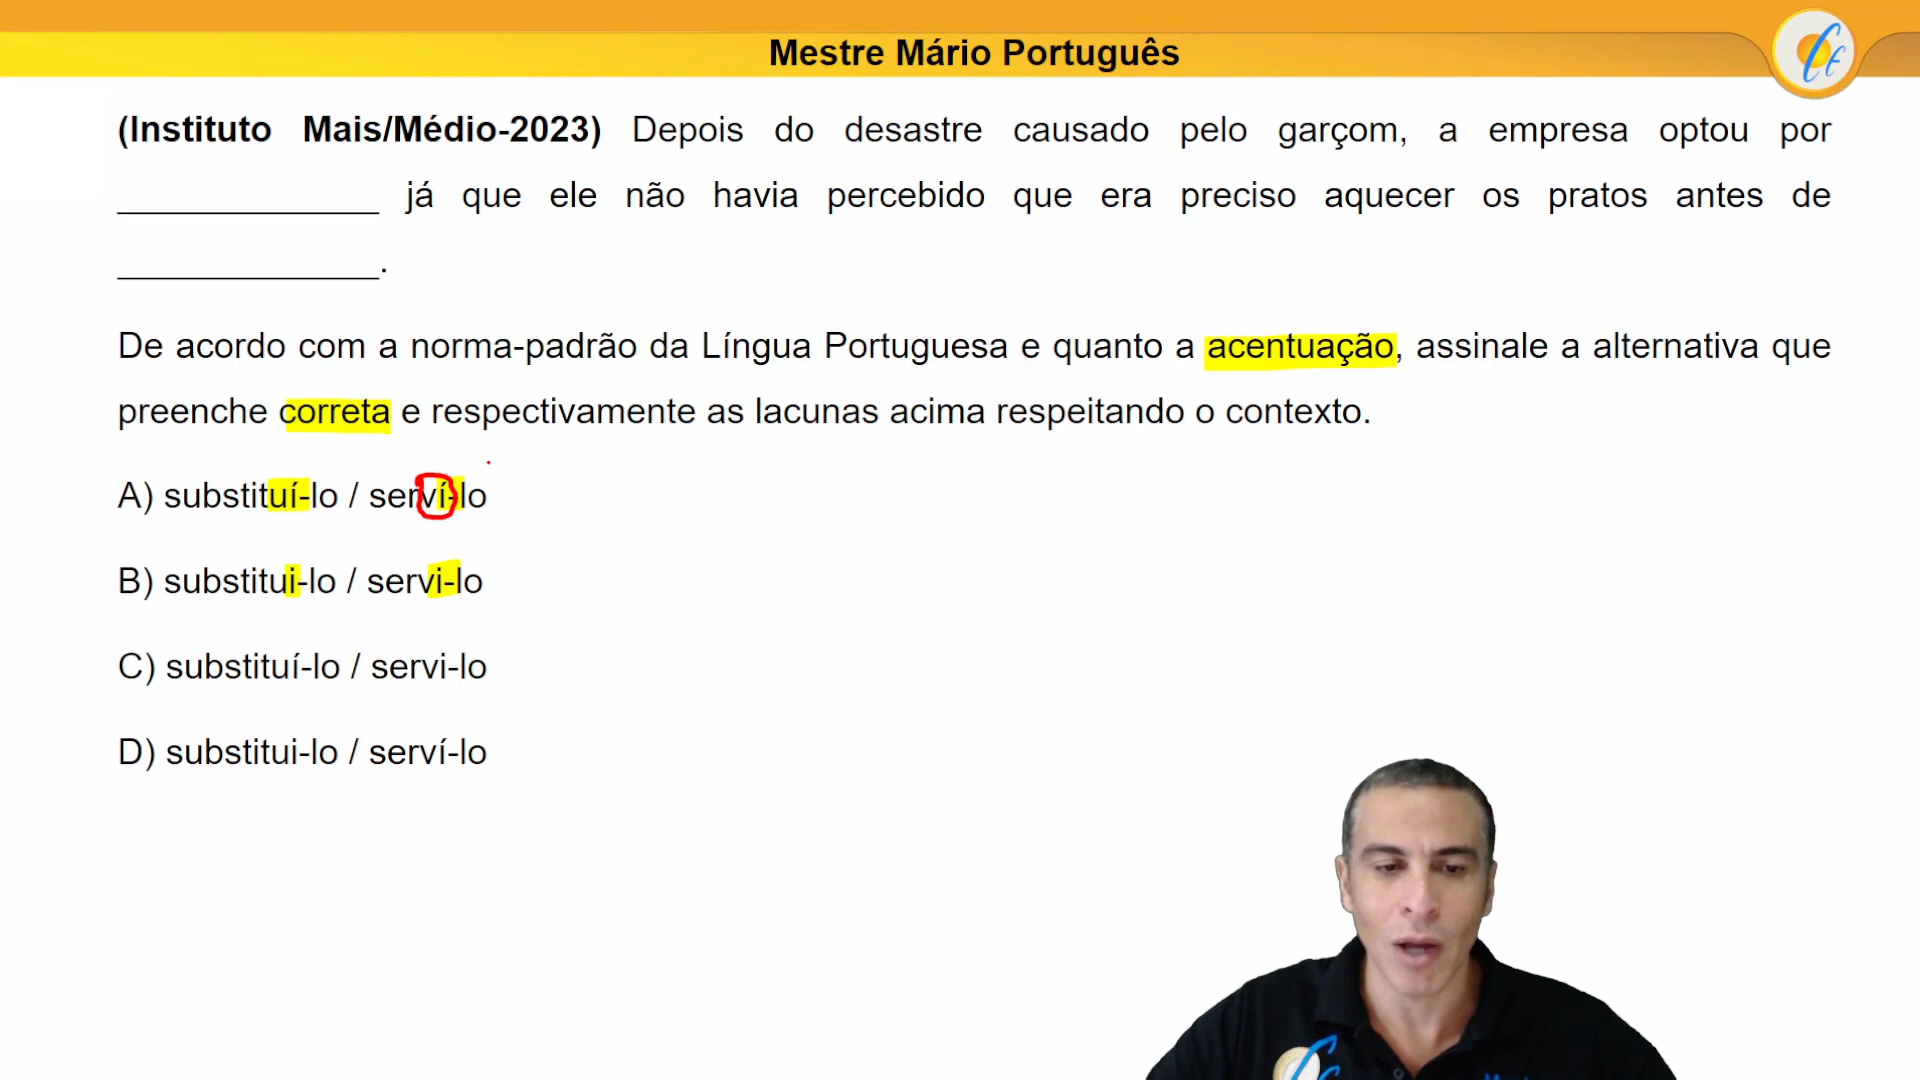 Mestre Mário Português
(Instituto Mais/Médio-2023) Depois do desastre causado pelo garçom, a empresa optou por
_____________ já que ele não havia percebido que era preciso aquecer os pratos antes de
_____________.
De acordo com a norma-padrão da Língua Portuguesa e quanto a acentuação, assinale a alternativa que
preenche correta e respectivamente as lacunas acima respeitando o contexto.
A) substituí-lo / serví-lo
B) substitui-lo / servi-lo
C) substituí-lo / servi-lo
D) substitui-lo / serví-lo